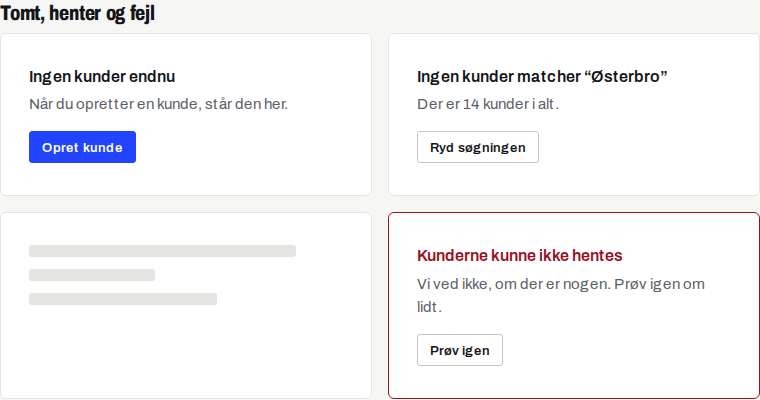 Tomt, henter og fejl
Ingen kunder endnu
Når du opretter en kunde, står den her.
Opret kunde
Ingen kunder matcher “Østerbro”
Der er 14 kunder i alt.
Ryd søgningen
Kunderne kunne ikke hentes
Vi ved ikke, om der er nogen. Prøv igen om
lidt.
Prøv igen